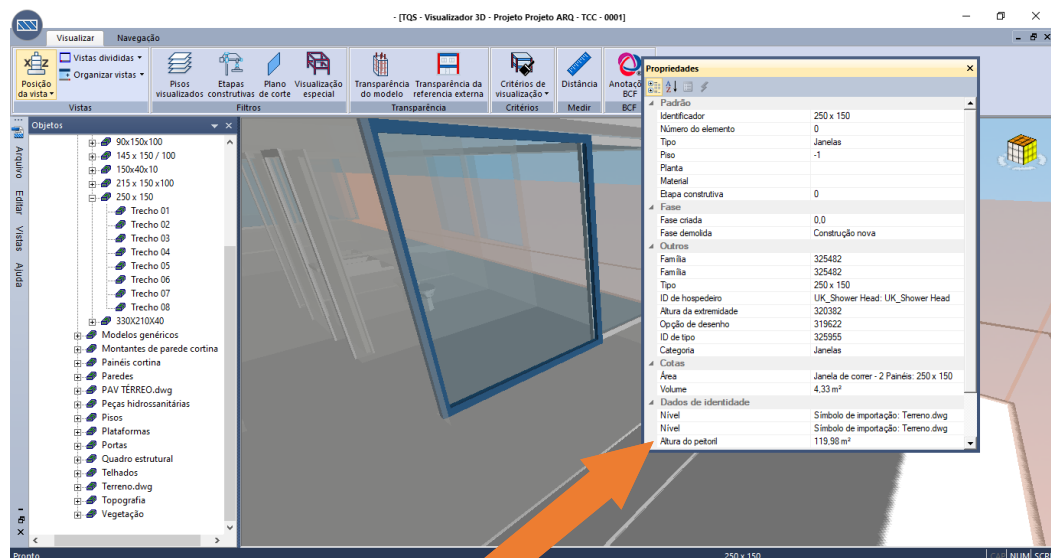 - [TQS - Visualizador 3D - Projeto Projeto ARQ - TCC - 0001]
Visualizar Navegação
X Z
Posição da vista
Vistas divididas
Organizar vistas
Vistas
Pisos visualizados
Etapas construtivas
Plano de corte
Visualização especial
Filtros
Transparência do modelo
Transparência da referencia externa
Transparência
Critérios de visualização
Critérios
Distância
Medir
BCF
BCF
Arquivo
Editar
Vistas
Ajuda
Objetos
90x150x100
145 x 150 / 100
150x40x10
215 x 150 x100
250 x 150
Trecho 01
Trecho 02
Trecho 03
Trecho 04
Trecho 05
Trecho 06
Trecho 07
Trecho 08
330X210X40
Modelos genéricos
Montantes de parede cortina
Painéis cortina
Paredes
PAV TÉRREO.dwg
Peças hidrossanitárias
Pisos
Plataformas
Portas
Quadro estrutural
Telhados
Terreno.dwg
Topografia
Vegetação
Propriedades
Padrão
Identificador 250 x 150
Número do elemento 0
Tipo Janelas
Piso -1
Planta
Material
Etapa construtiva 0
Fase
Fase criada 0,0
Fase demolida Construção nova
Outros
Família 325482
Família 325482
Tipo 250 x 150
ID de hospedeiro UK_Shower Head: UK_Shower Head
Altura da extremidade 320382
Opção de desenho 319622
ID de tipo 325955
Categoria Janelas
Cotas
Área Janela de correr - 2 Painéis: 250 x 150
Volume 4,33 m²
Dados de identidade
Nível Símbolo de importação: Terreno.dwg
Nível Símbolo de importação: Terreno.dwg
Altura do peitoril 119,98 m²
Pronto 250 x 150 CAP NUM SCR